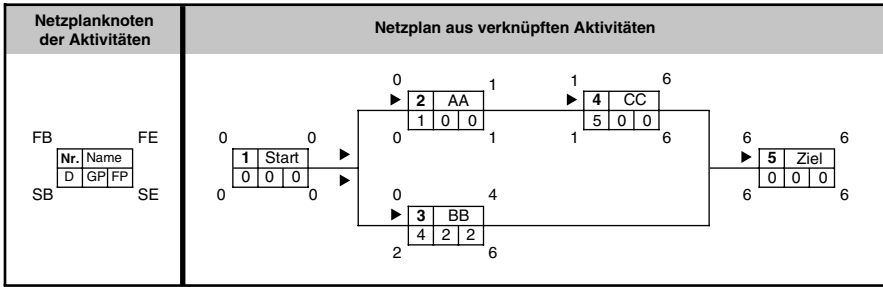 Netzplanknoten
der Aktivitäten
Netzplan aus verknüpften Aktivitäten
FB FE
Nr. Name
D GP FP
SB SE
0 0
1 Start
0 0 0
0 0
0 1
2 AA
1 0 0
0 1
1 6
4 CC
5 0 0
1 6
0 4
3 BB
4 2 2
2 6
6 6
5 Ziel
0 0 0
6 6